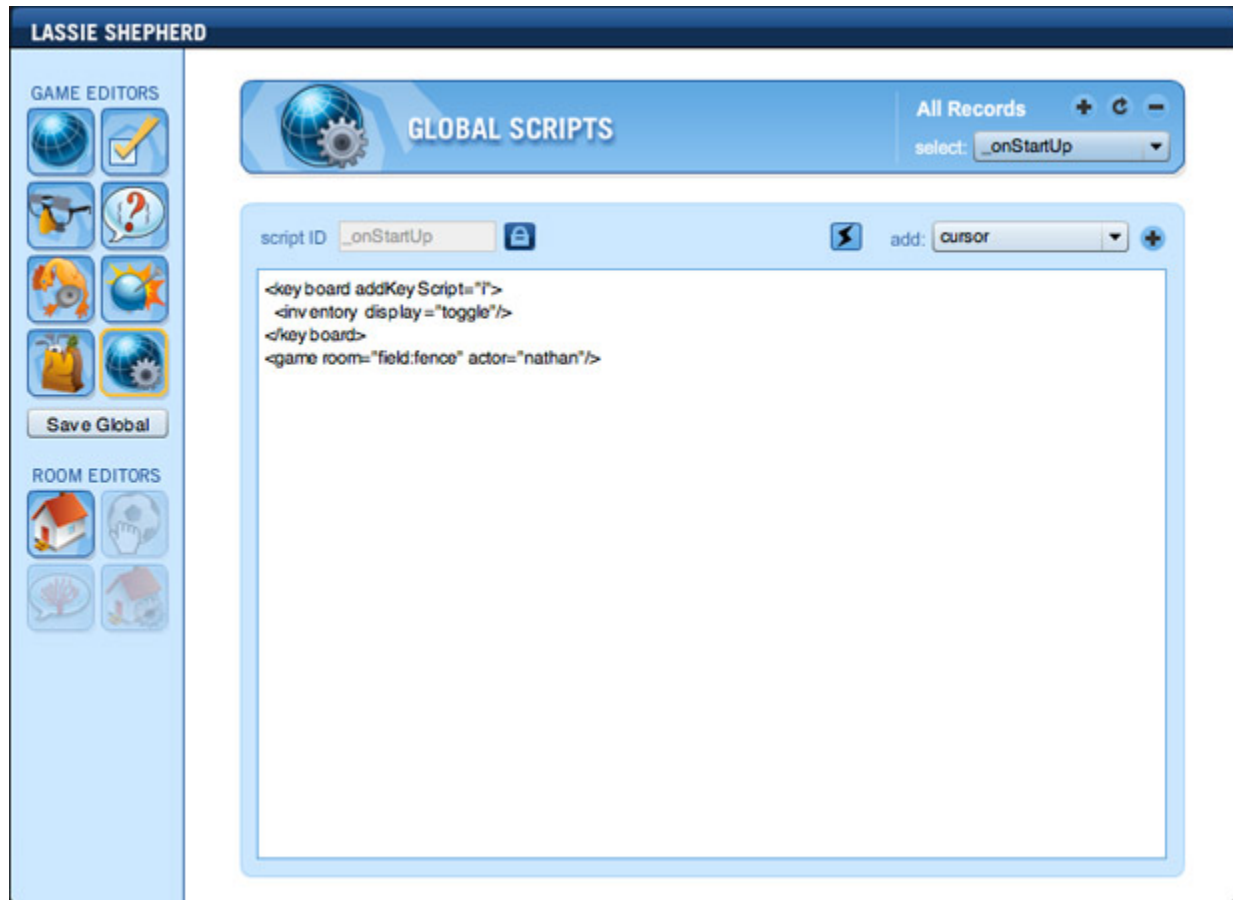 LASSIE SHEPHERD
GAME EDITORS
Save Global
ROOM EDITORS
GLOBAL SCRIPTS
All Records
select: _onStartUp
script ID _onStartUp
add: cursor
<keyboard addKeyScript="i">
<inventory display="toggle"/>
</keyboard>
<game room="field:fence" actor="nathan"/>